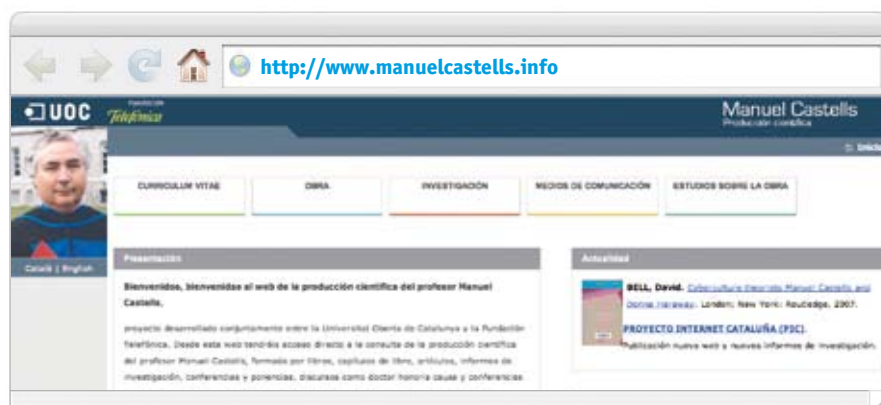 http://www.manuelcastells.info
UOC
FUNDACIÓN
Telefónica
Manuel Castells
Producción científica
Inicio
CURRICULUM VITAE
OBRA
INVESTIGACIÓN
MEDIOS DE COMUNICACIÓN
ESTUDIOS SOBRE LA OBRA
Català | English
Presentación
Bienvenidos, bienvenidas al web de la producción científica del profesor Manuel
Castells,
proyecto desarrollado conjuntamente entre la Universitat Oberta de Catalunya y la Fundación
Telefónica. Desde esta web tendréis acceso directo a la consulta de la producción científica
del profesor Manuel Castells, formada por libros, capítulos de libro, artículos, informes de
investigación, conferencias y ponencias, discursos como doctor honoris causa y conferencias
Actualidad
BELL, David. Cyberculture theorists Manuel Castells and
Donna Haraway. London; New York: Routledge, 2007.
PROYECTO INTERNET CATALUÑA (PIC).
Publicación nueva web y nuevos informes de investigación.